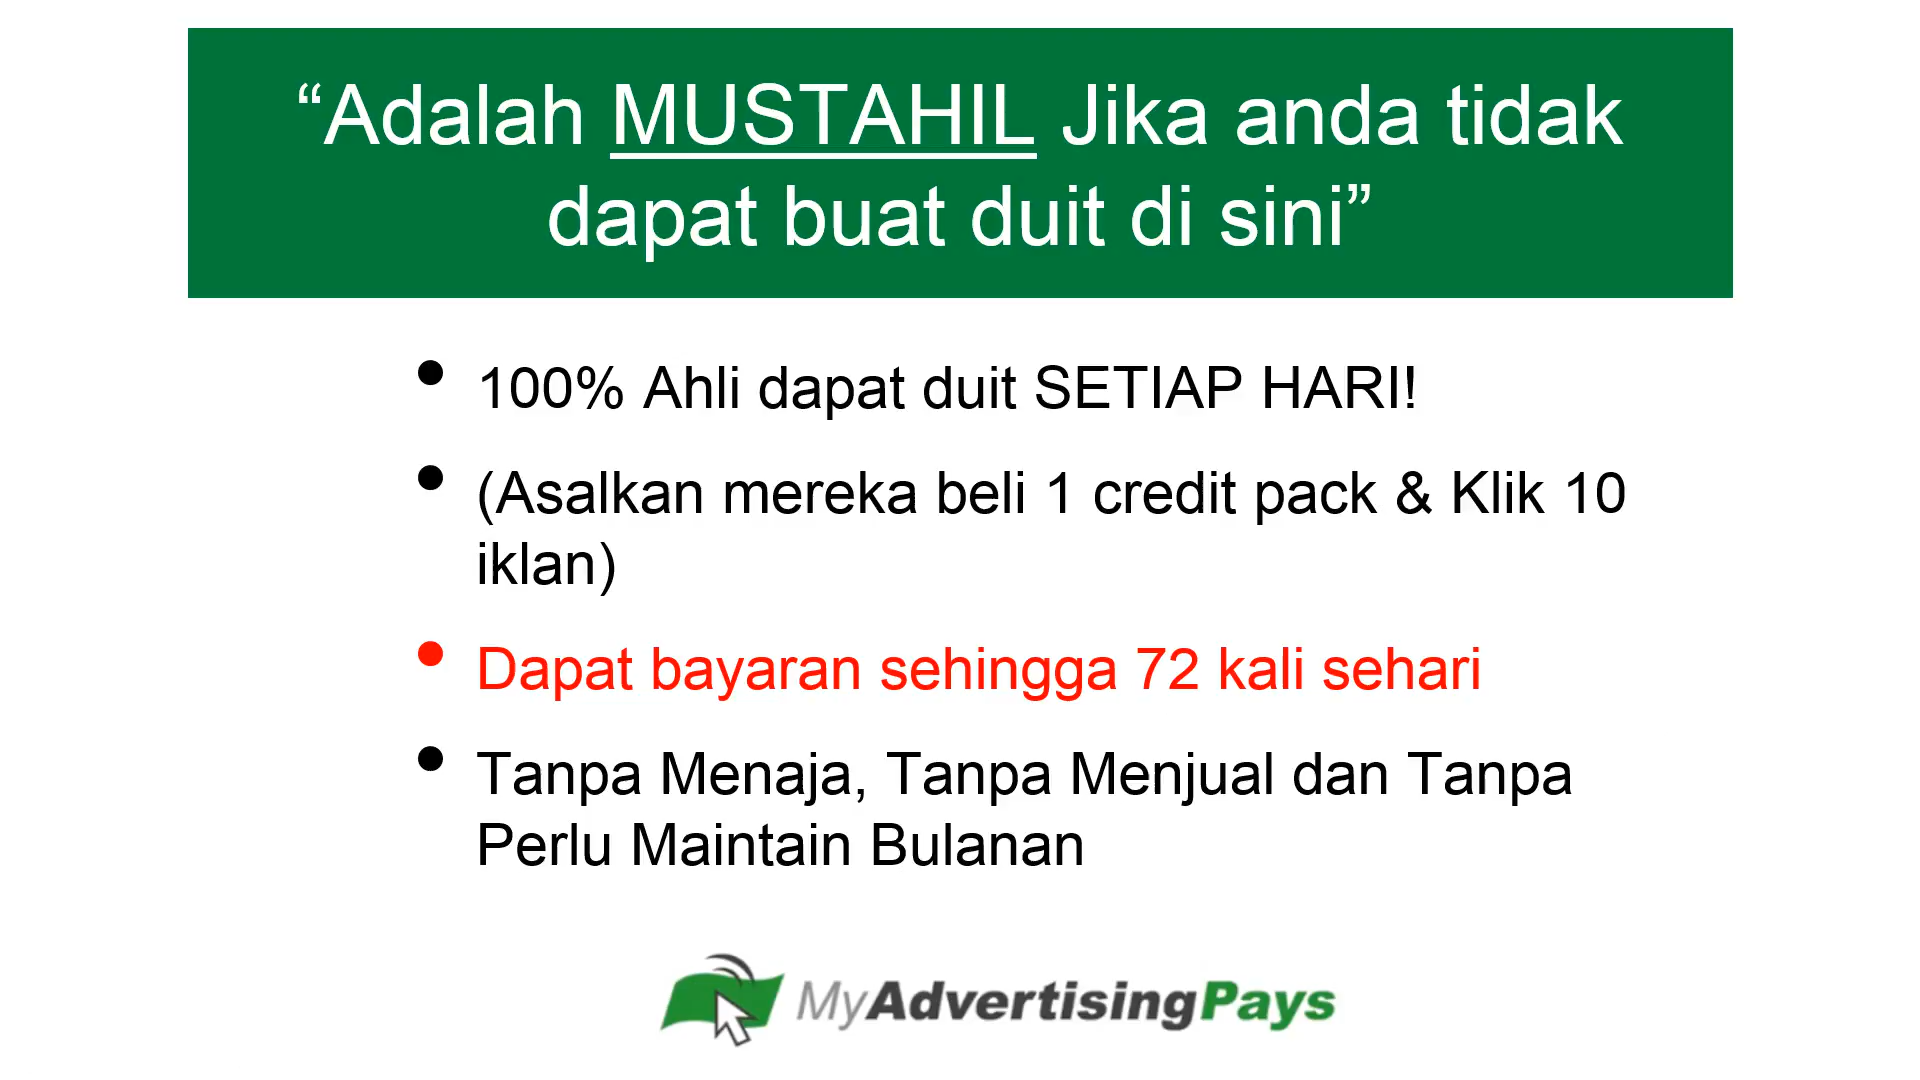 “Adalah MUSTAHIL Jika anda tidak
dapat buat duit di sini”
• 100% Ahli dapat duit SETIAP HARI!
• (Asalkan mereka beli 1 credit pack & Klik 10
iklan)
• Dapat bayaran sehingga 72 kali sehari
• Tanpa Menaja, Tanpa Menjual dan Tanpa
Perlu Maintain Bulanan
MyAdvertisingPays